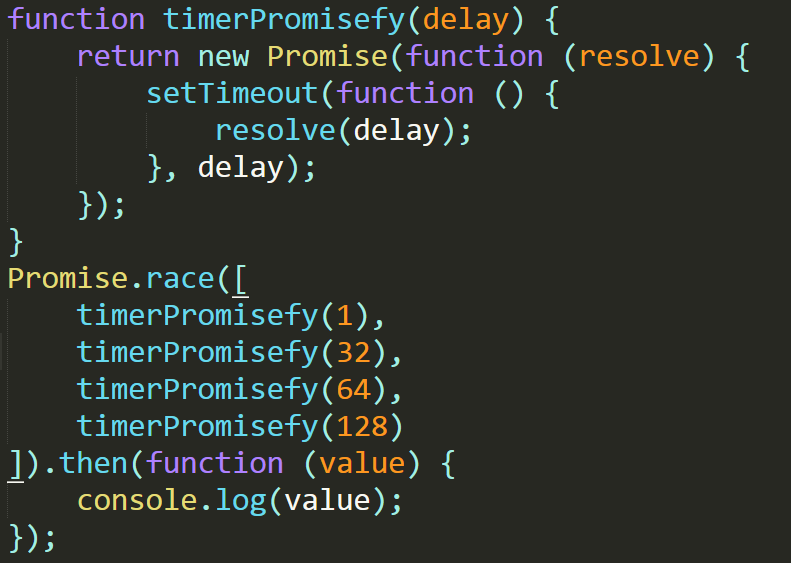 function timerPromisefy(delay) {
    return new Promise(function (resolve) {
        setTimeout(function () {
            resolve(delay);
        }, delay);
    });
}
Promise.race([
    timerPromisefy(1),
    timerPromisefy(32),
    timerPromisefy(64),
    timerPromisefy(128)
]).then(function (value) {
    console.log(value);
});